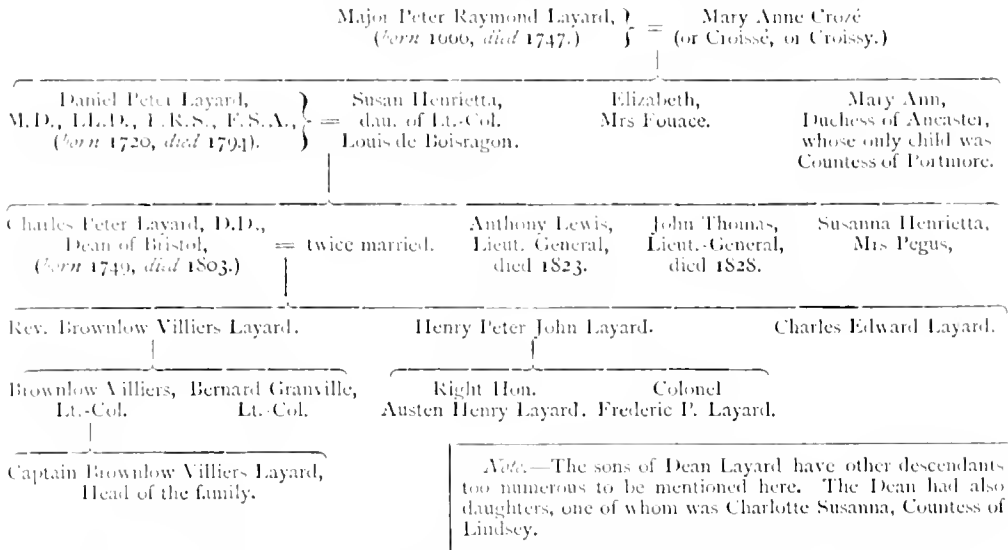 Major Peter Raymond Layard, = Mary Anne Crozé
(born 1666, died 1747.) (or Croissé, or Croissy.)
Daniel Peter Layard, = Susan Henrietta, Elizabeth, Mary Ann,
M.D., LL.D., F.R.S., F.S.A., dau. of Lt.-Col. Mrs Fouace. Duchess of Ancaster,
(born 1720, died 1794). Louis de Boisragon. whose only child was
Countess of Portmore.
Charles Peter Layard, D.D., Anthony Lewis, John Thomas, Susanna Henrietta,
Dean of Bristol, = twice married. Lieut. General, Lieut.-General, Mrs Pegus,
(born 1749, died 1803.) died 1823. died 1828.
Rev. Brownlow Villiers Layard. Henry Peter John Layard. Charles Edward Layard.
Brownlow Villiers, Bernard Granville, Right Hon. Colonel
Lt.-Col. Lt.-Col. Austen Henry Layard. Frederic P. Layard.
Captain Brownlow Villiers Layard,
Head of the family.
Note.—The sons of Dean Layard have other descendants
too numerous to be mentioned here. The Dean had also
daughters, one of whom was Charlotte Susanna, Countess of
Lindsey.